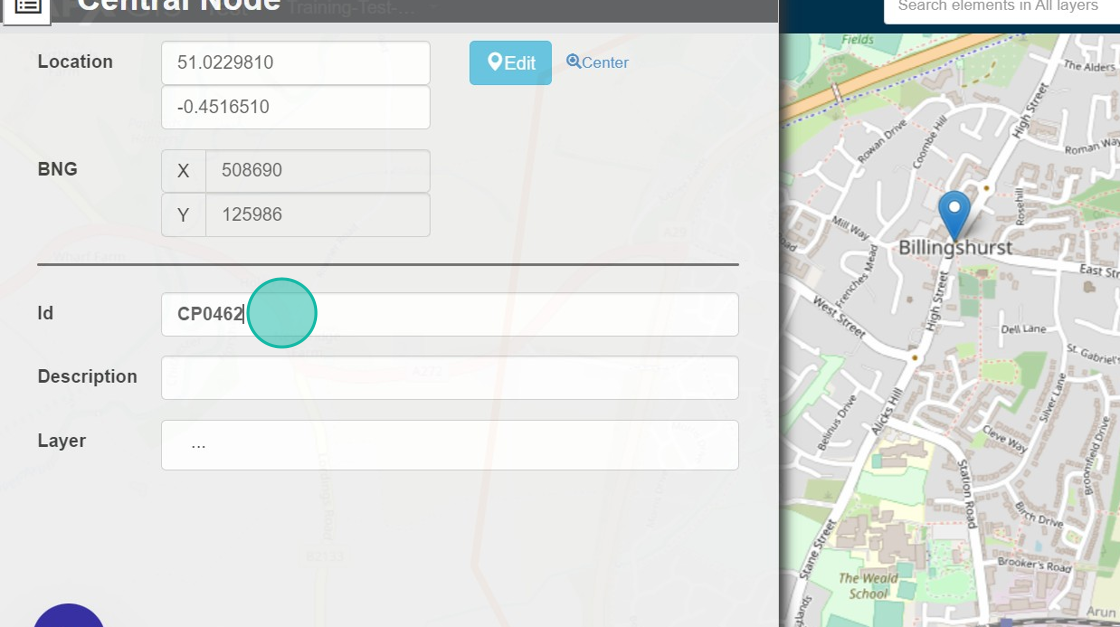 Central Node
Training-Test-...
Search elements in All layers
Location
51.0229810
-0.4516510
Edit
Center
BNG
X
508690
Y
125986
Id
CP0462
Description
Layer
...
Fields
The Alders
High Street
Rowan Drive
Coombe Hill
Roman Way
Rosehill
Mill Way
Road
Billingshurst
Frenches Mead
East Str
High Street
West Street
Dell Lane
St. Gabriel's
Silver Lane
Belinus Drive
Alicks Hill
Cleve Way
Broomfield Drive
Station Road
Birch Drive
Stane Street
Brooker's Road
The Weald
School
Arun